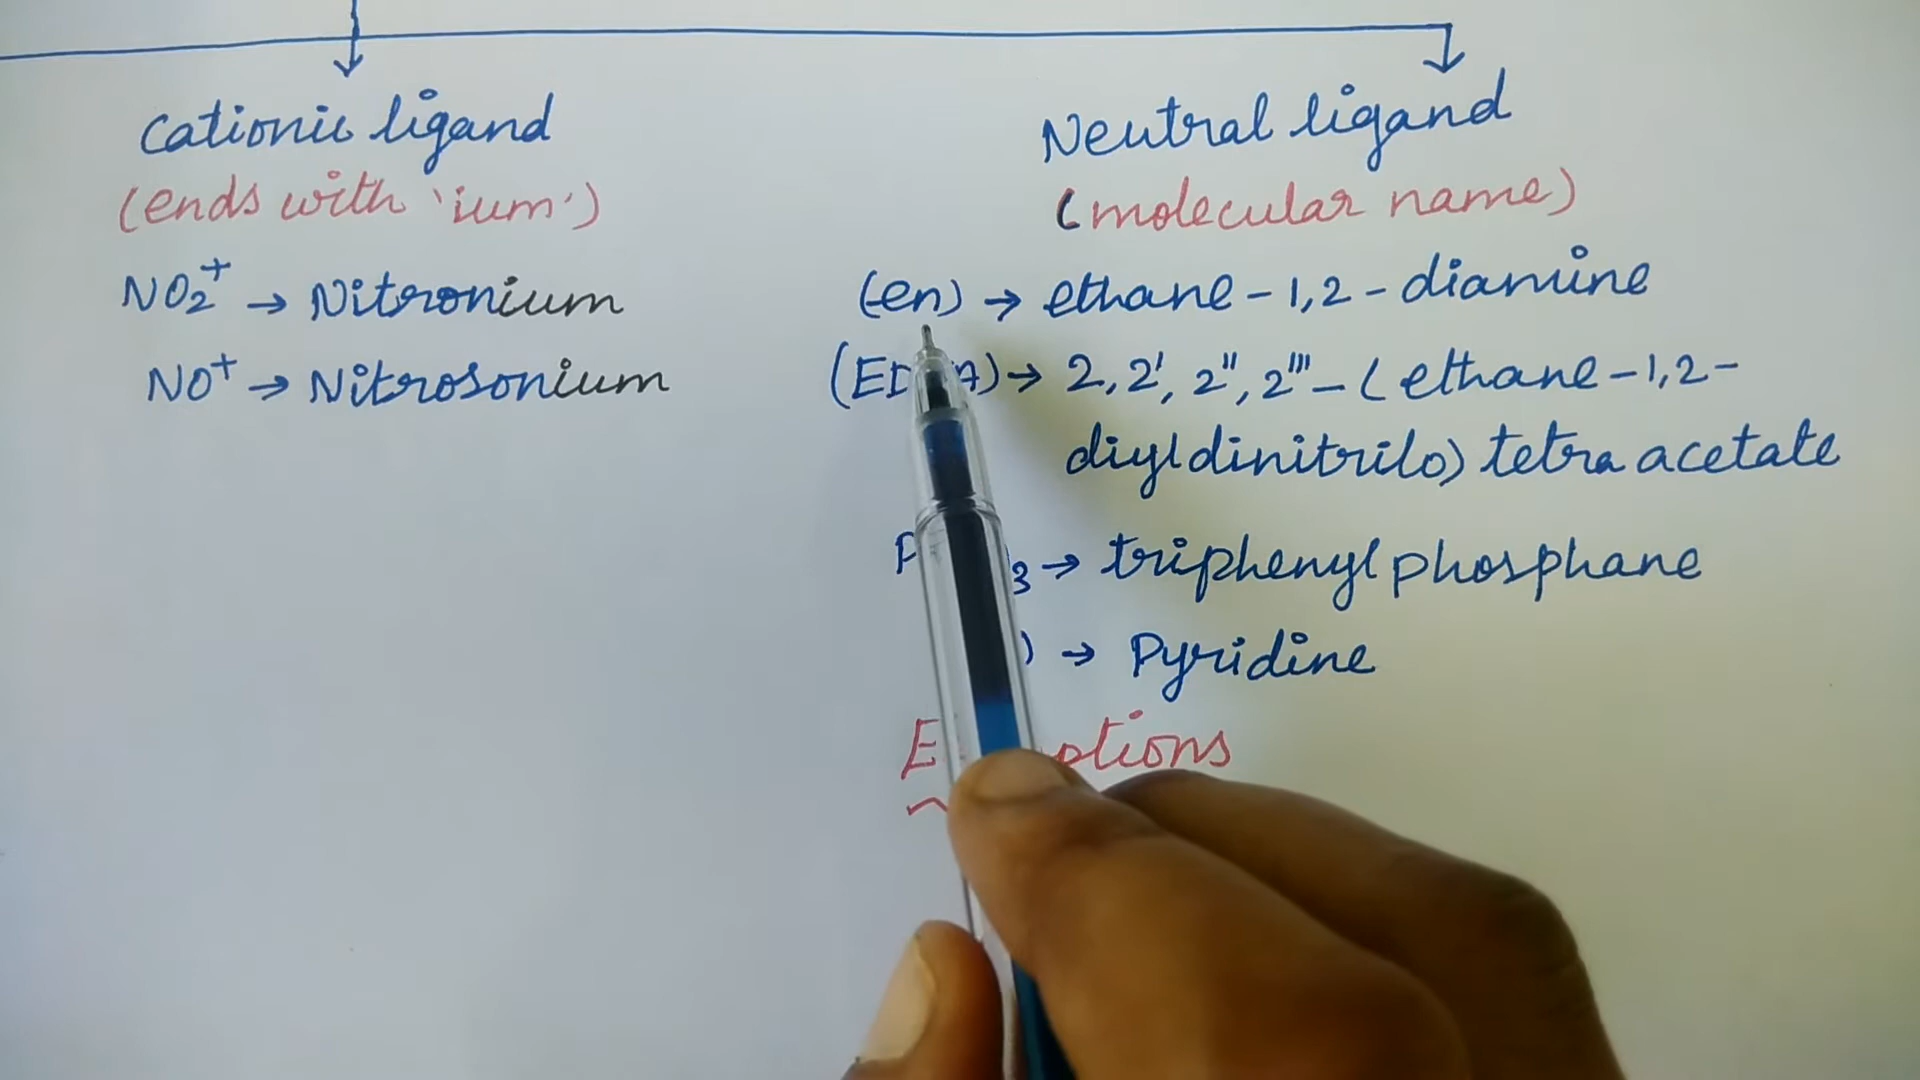 Cationic ligand
(ends with 'ium')
NO₂⁺ → Nitronium
NO⁺ → Nitrosonium
Neutral ligand
(molecular name)
(en) → ethane-1,2-diamine
→ 2,2',2'',2'''-(ethane-1,2-
diyldinitrilo) tetra acetate
→ triphenyl phosphane
→ Pyridine